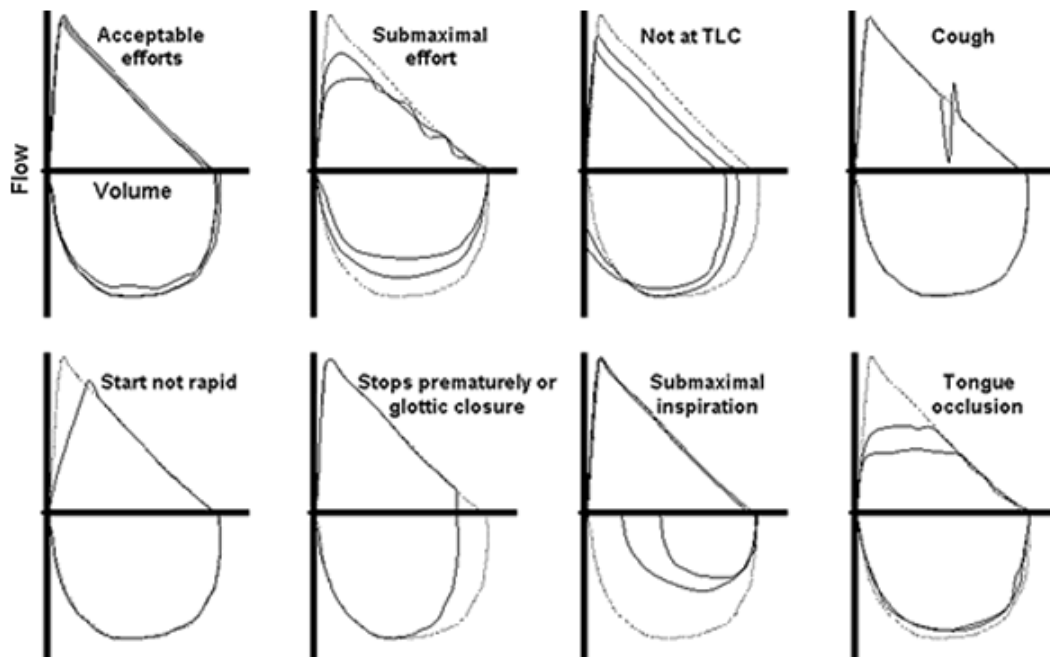 Acceptable
efforts
Submaximal
effort
Not at TLC
Cough
Flow
Volume
Start not rapid
Stops prematurely or
glottic closure
Submaximal
inspiration
Tongue
occlusion